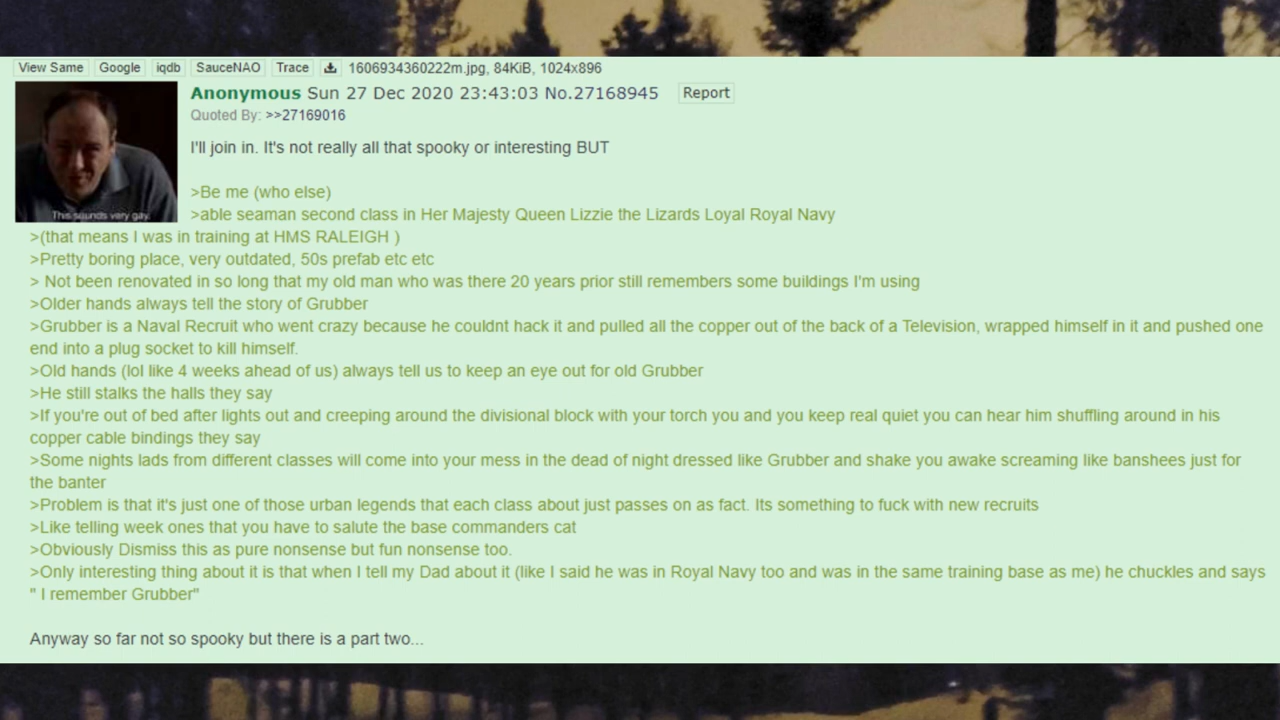 View Same Google iqdb SauceNAO Trace 1606934360222m.jpg, 84KiB, 1024x896
Anonymous Sun 27 Dec 2020 23:43:03 No.27168945 Report
Quoted By: >>27169016
I'll join in. It's not really all that spooky or interesting BUT
This sounds very gay.
>Be me (who else)
>able seaman second class in Her Majesty Queen Lizzie the Lizards Loyal Royal Navy
>(that means I was in training at HMS RALEIGH )
>Pretty boring place, very outdated, 50s prefab etc etc
> Not been renovated in so long that my old man who was there 20 years prior still remembers some buildings I'm using
>Older hands always tell the story of Grubber
>Grubber is a Naval Recruit who went crazy because he couldnt hack it and pulled all the copper out of the back of a Television, wrapped himself in it and pushed one
end into a plug socket to kill himself.
>Old hands (lol like 4 weeks ahead of us) always tell us to keep an eye out for old Grubber
>He still stalks the halls they say
>If you're out of bed after lights out and creeping around the divisional block with your torch you and you keep real quiet you can hear him shuffling around in his
copper cable bindings they say
>Some nights lads from different classes will come into your mess in the dead of night dressed like Grubber and shake you awake screaming like banshees just for
the banter
>Problem is that it's just one of those urban legends that each class about just passes on as fact. Its something to fuck with new recruits
>Like telling week ones that you have to salute the base commanders cat
>Obviously Dismiss this as pure nonsense but fun nonsense too.
>Only interesting thing about it is that when I tell my Dad about it (like I said he was in Royal Navy too and was in the same training base as me) he chuckles and says
" I remember Grubber"
Anyway so far not so spooky but there is a part two...